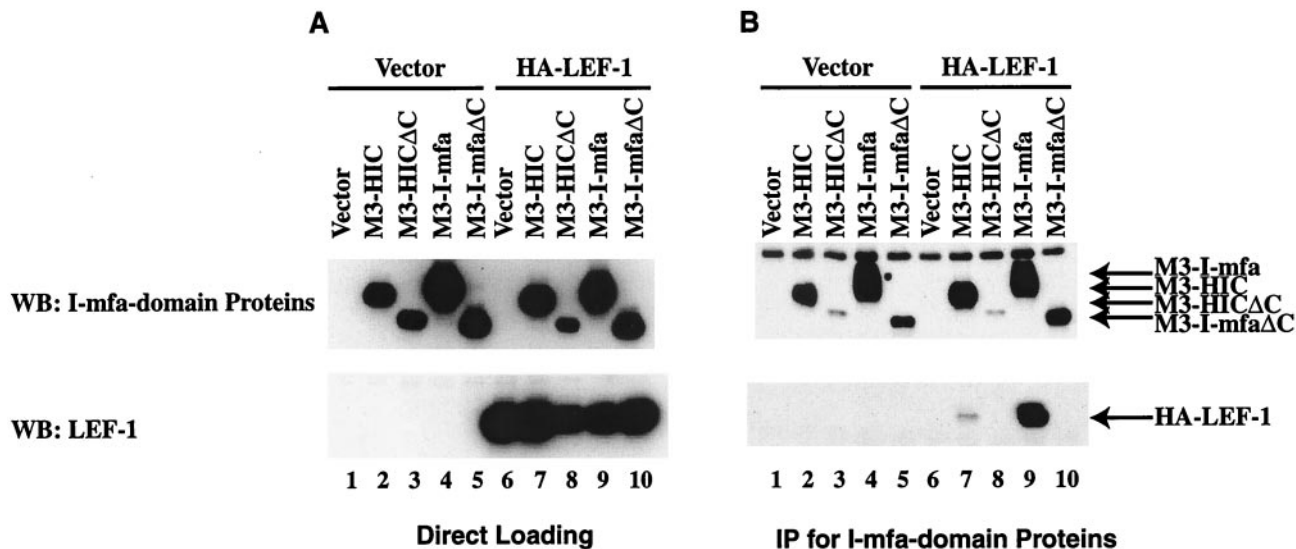 A
B
Vector
HA-LEF-1
Vector
HA-LEF-1
Vector
M3-HIC
M3-HICΔC
M3-I-mfa
M3-I-mfaΔC
Vector
M3-HIC
M3-HICΔC
M3-I-mfa
M3-I-mfaΔC
Vector
M3-HIC
M3-HICΔC
M3-I-mfa
M3-I-mfaΔC
Vector
M3-HIC
M3-HICΔC
M3-I-mfa
M3-I-mfaΔC
WB: I-mfa-domain Proteins
M3-I-mfa
M3-HIC
M3-HICΔC
M3-I-mfaΔC
WB: LEF-1
HA-LEF-1
1 2 3 4 5 6 7 8 9 10
1 2 3 4 5 6 7 8 9 10
Direct Loading
IP for I-mfa-domain Proteins